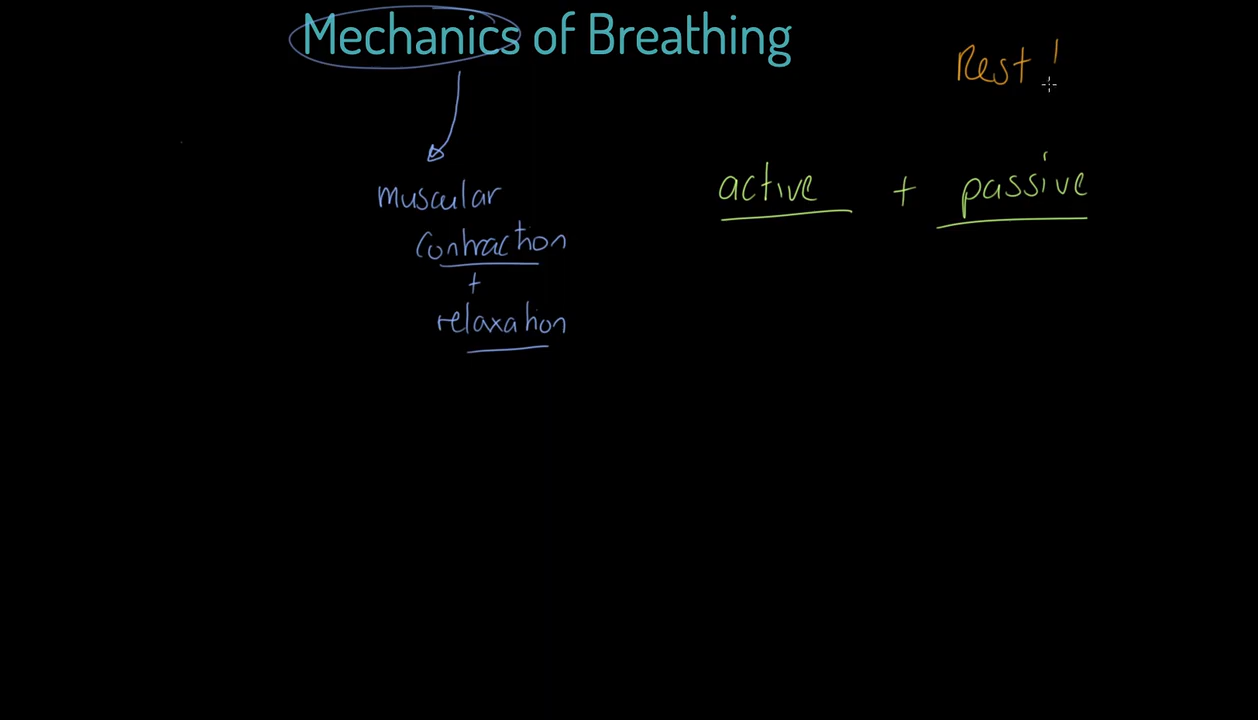 Mechanics of Breathing
Rest !
muscular
contraction
+
relaxation
active + passive